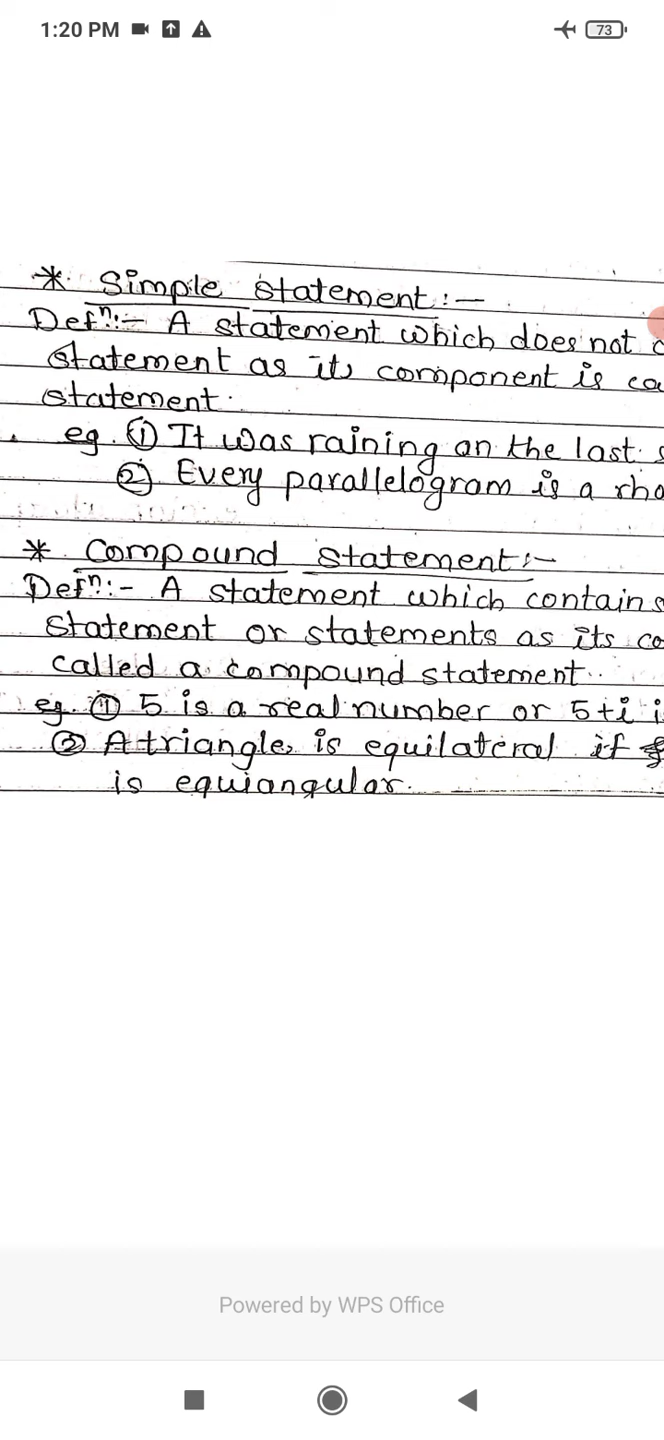 1:20 PM
73
* Simple statement :-
Defⁿ:- A statement which does not
statement as its component is
statement.
eg. ① It was raining on the last
② Every parallelogram is a
* Compound statement :-
Defⁿ:- A statement which contains
statement or statements as its
called a compound statement.
eg. ① 5 is a real number or 5+i
② A triangle is equilateral if
is equiangular.
Powered by WPS Office